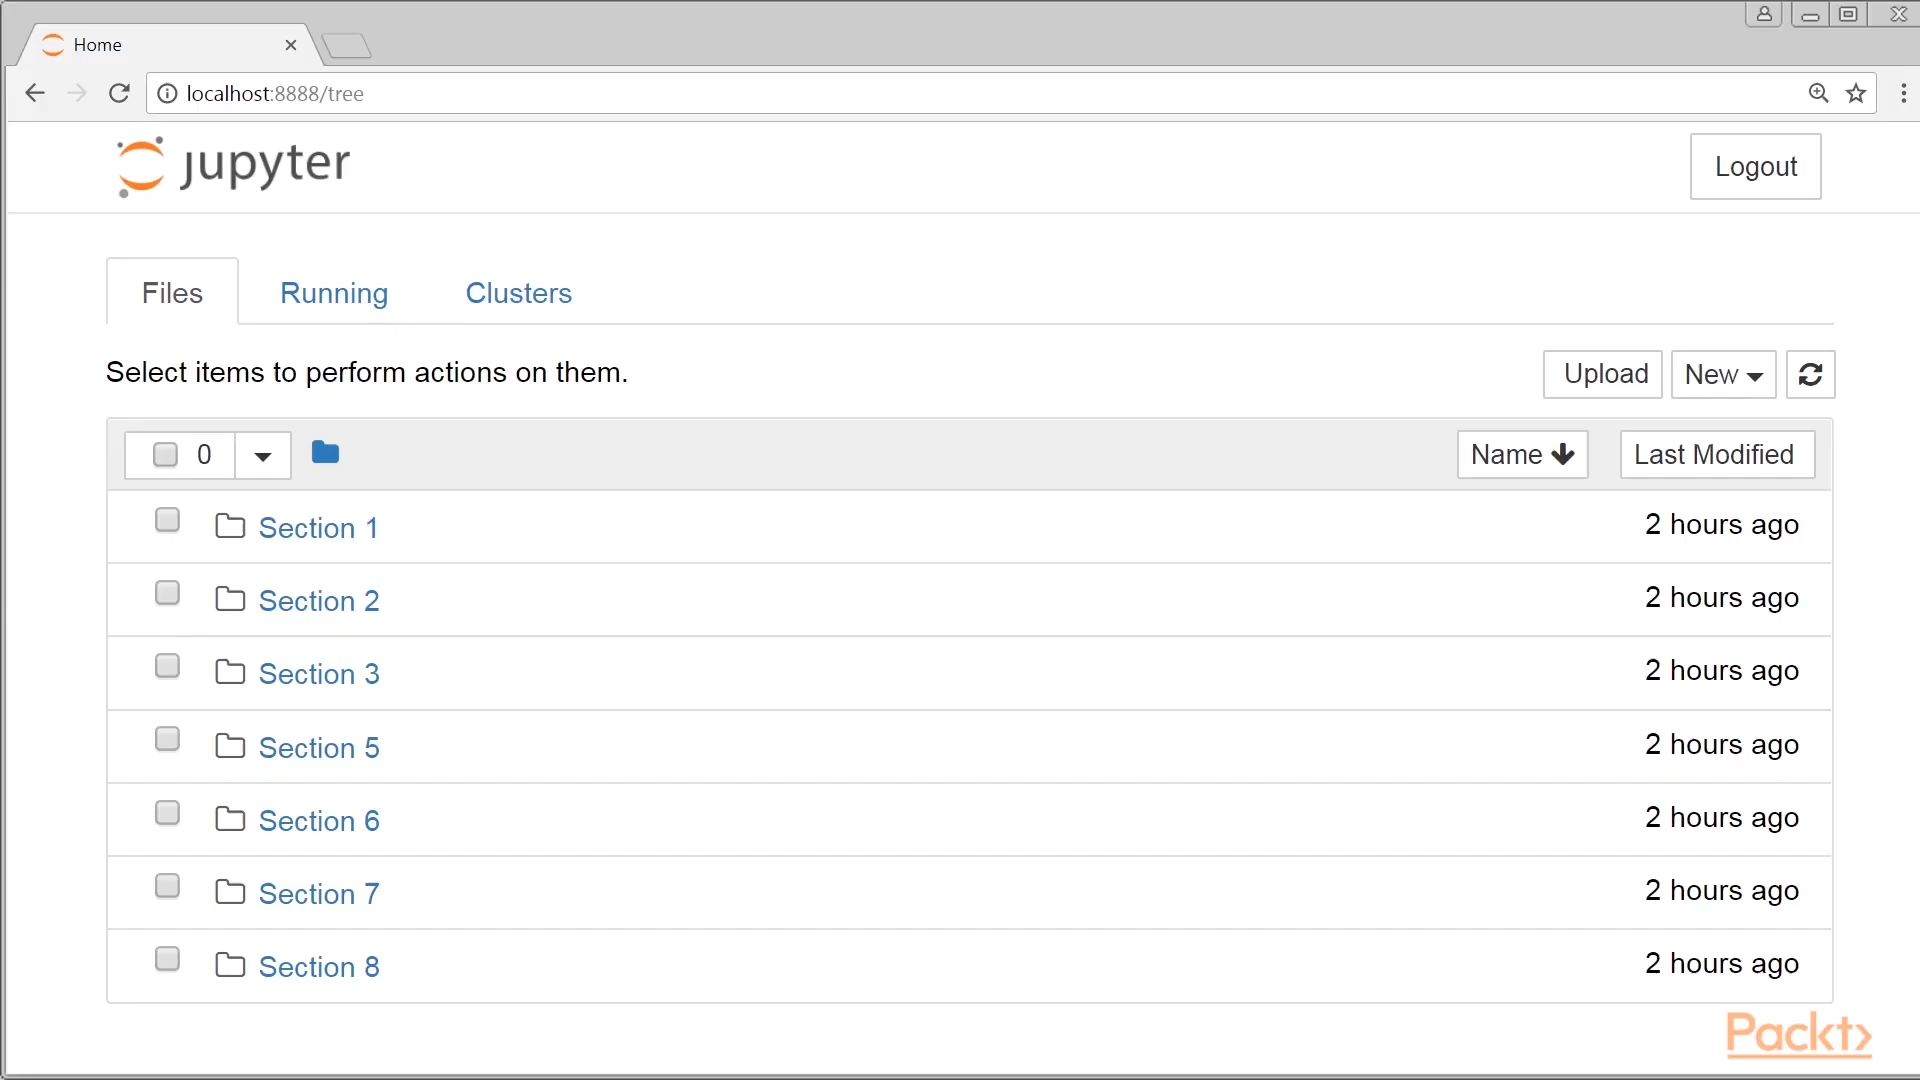 Home
localhost:8888/tree
jupyter
Logout
Files Running Clusters
Select items to perform actions on them.
Upload New
0 Name Last Modified
Section 1 2 hours ago
Section 2 2 hours ago
Section 3 2 hours ago
Section 5 2 hours ago
Section 6 2 hours ago
Section 7 2 hours ago
Section 8 2 hours ago
Packt